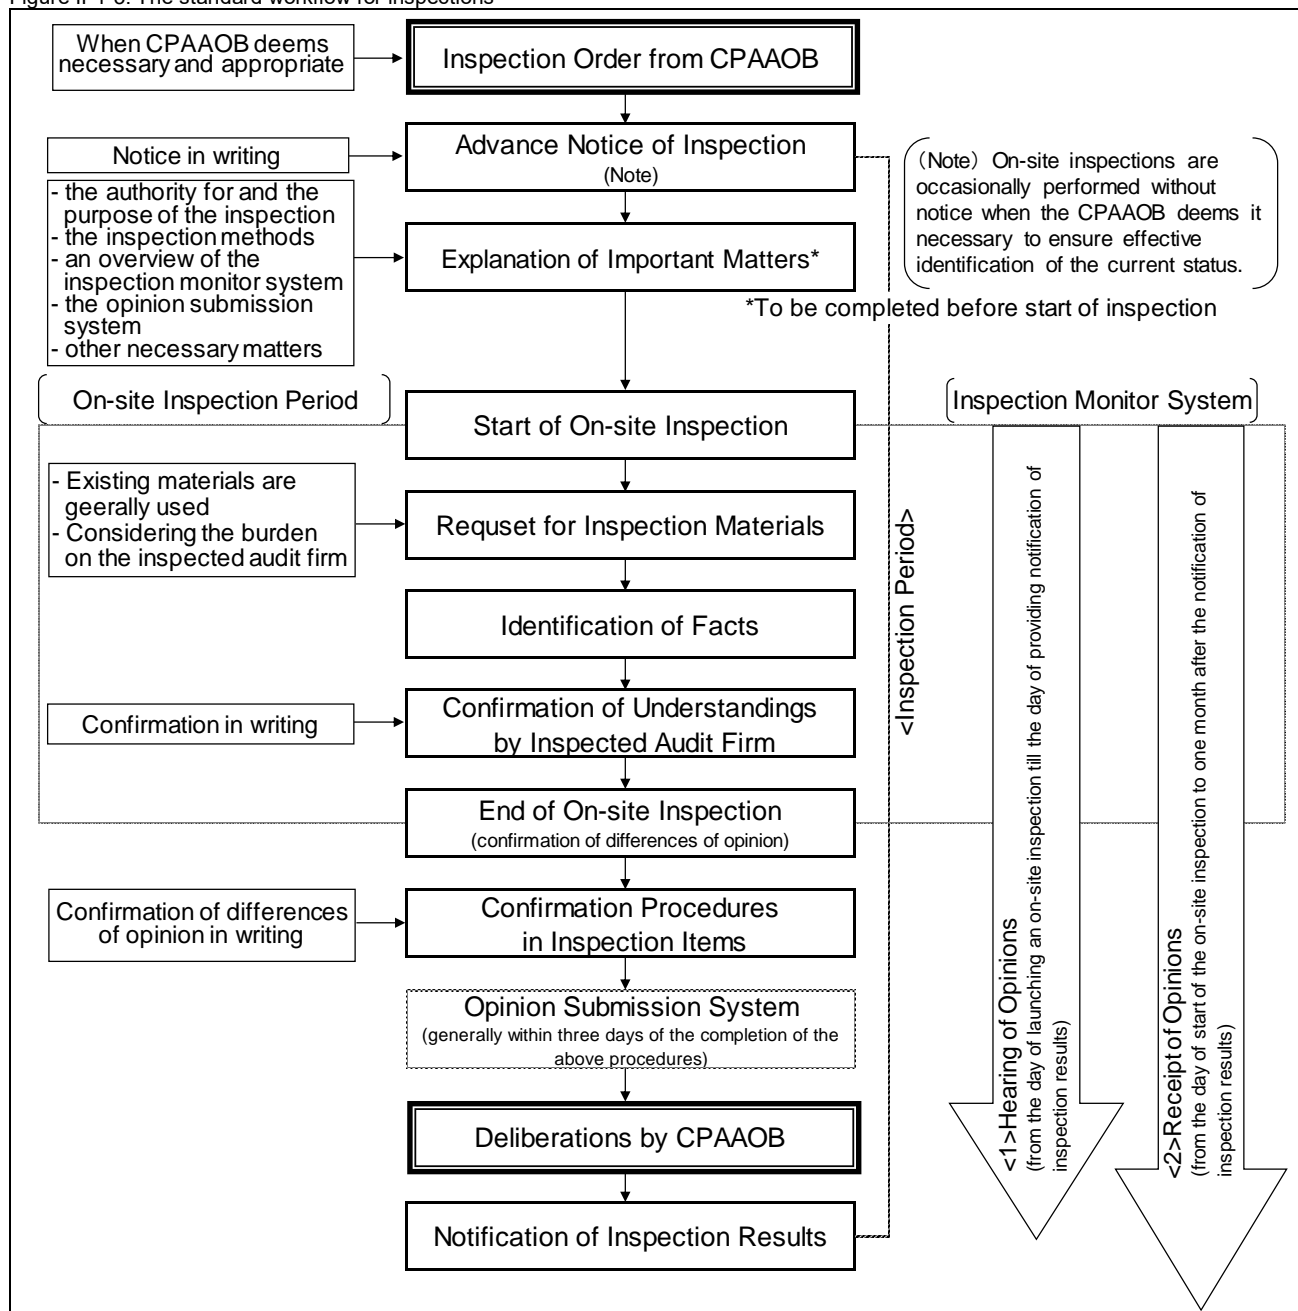 Figure II-1-3: The standard workflow for inspections
When CPAAOB deems
necessary and appropriate
Inspection Order from CPAAOB
Notice in writing
Advance Notice of Inspection
(Note)
(Note) On-site inspections are
occasionally performed without
notice when the CPAAOB deems it
necessary to ensure effective
identification of the current status.
- the authority for and the
purpose of the inspection
- the inspection methods
- an overview of the
inspection monitor system
- the opinion submission
system
- other necessary matters
Explanation of Important Matters*
*To be completed before start of inspection
On-site Inspection Period
Inspection Monitor System
Start of On-site Inspection
- Existing materials are
geerally used
- Considering the burden
on the inspected audit firm
Requset for Inspection Materials
Identification of Facts
Confirmation in writing
Confirmation of Understandings
by Inspected Audit Firm
End of On-site Inspection
(confirmation of differences of opinion)
Confirmation of differences
of opinion in writing
Confirmation Procedures
in Inspection Items
Opinion Submission System
(generally within three days of the completion of the
above procedures)
Deliberations by CPAAOB
Notification of Inspection Results
<Inspection Period>
<1>Hearing of Opinions
(from the day of launching an on-site inspection till the day of providing notification of
inspection results)
<2>Receipt of Opinions
(from the day of start of the on-site inspection to one month after the notification of
inspection results)